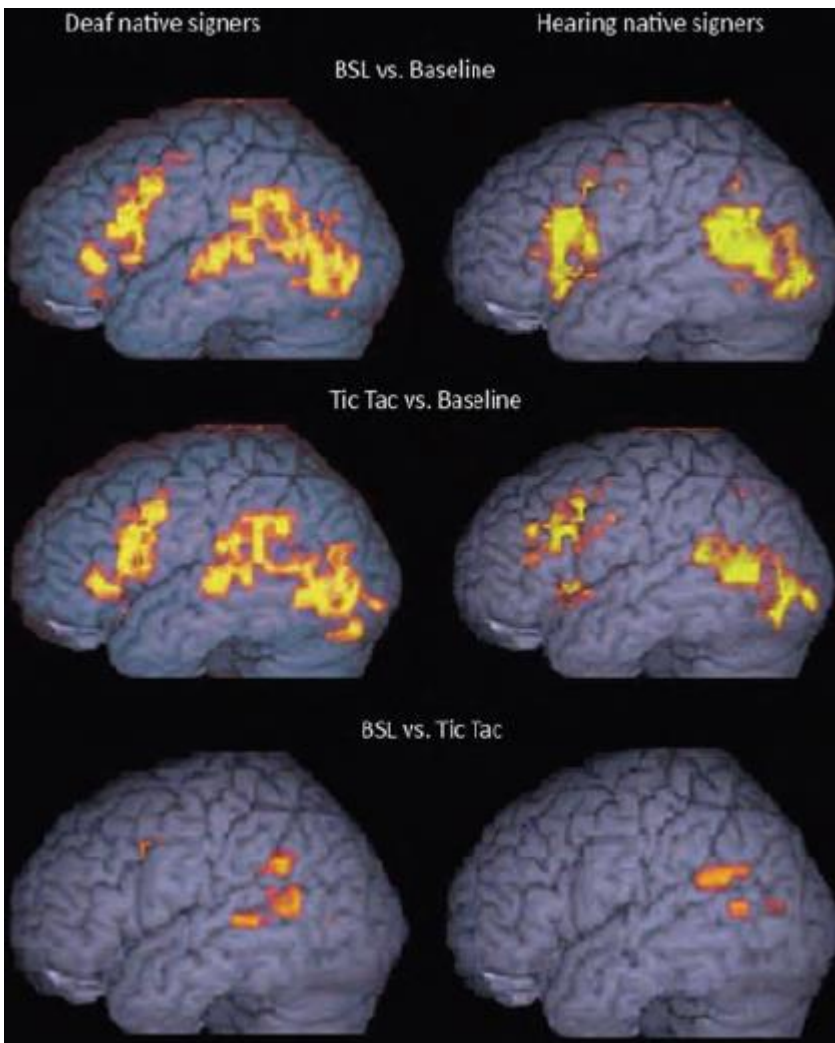 Deaf native signers
Hearing native signers
BSL vs. Baseline
Tic Tac vs. Baseline
BSL vs. Tic Tac